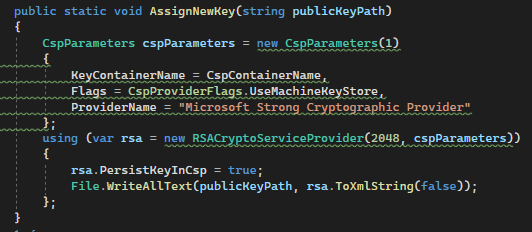 public static void AssignNewKey(string publicKeyPath)
{
CspParameters cspParameters = new CspParameters(1)
{
KeyContainerName = CspContainerName,
Flags = CspProviderFlags.UseMachineKeyStore,
ProviderName = "Microsoft Strong Cryptographic Provider"
};
using (var rsa = new RSACryptoServiceProvider(2048, cspParameters))
{
rsa.PersistKeyInCsp = true;
File.WriteAllText(publicKeyPath, rsa.ToXmlString(false));
};
}